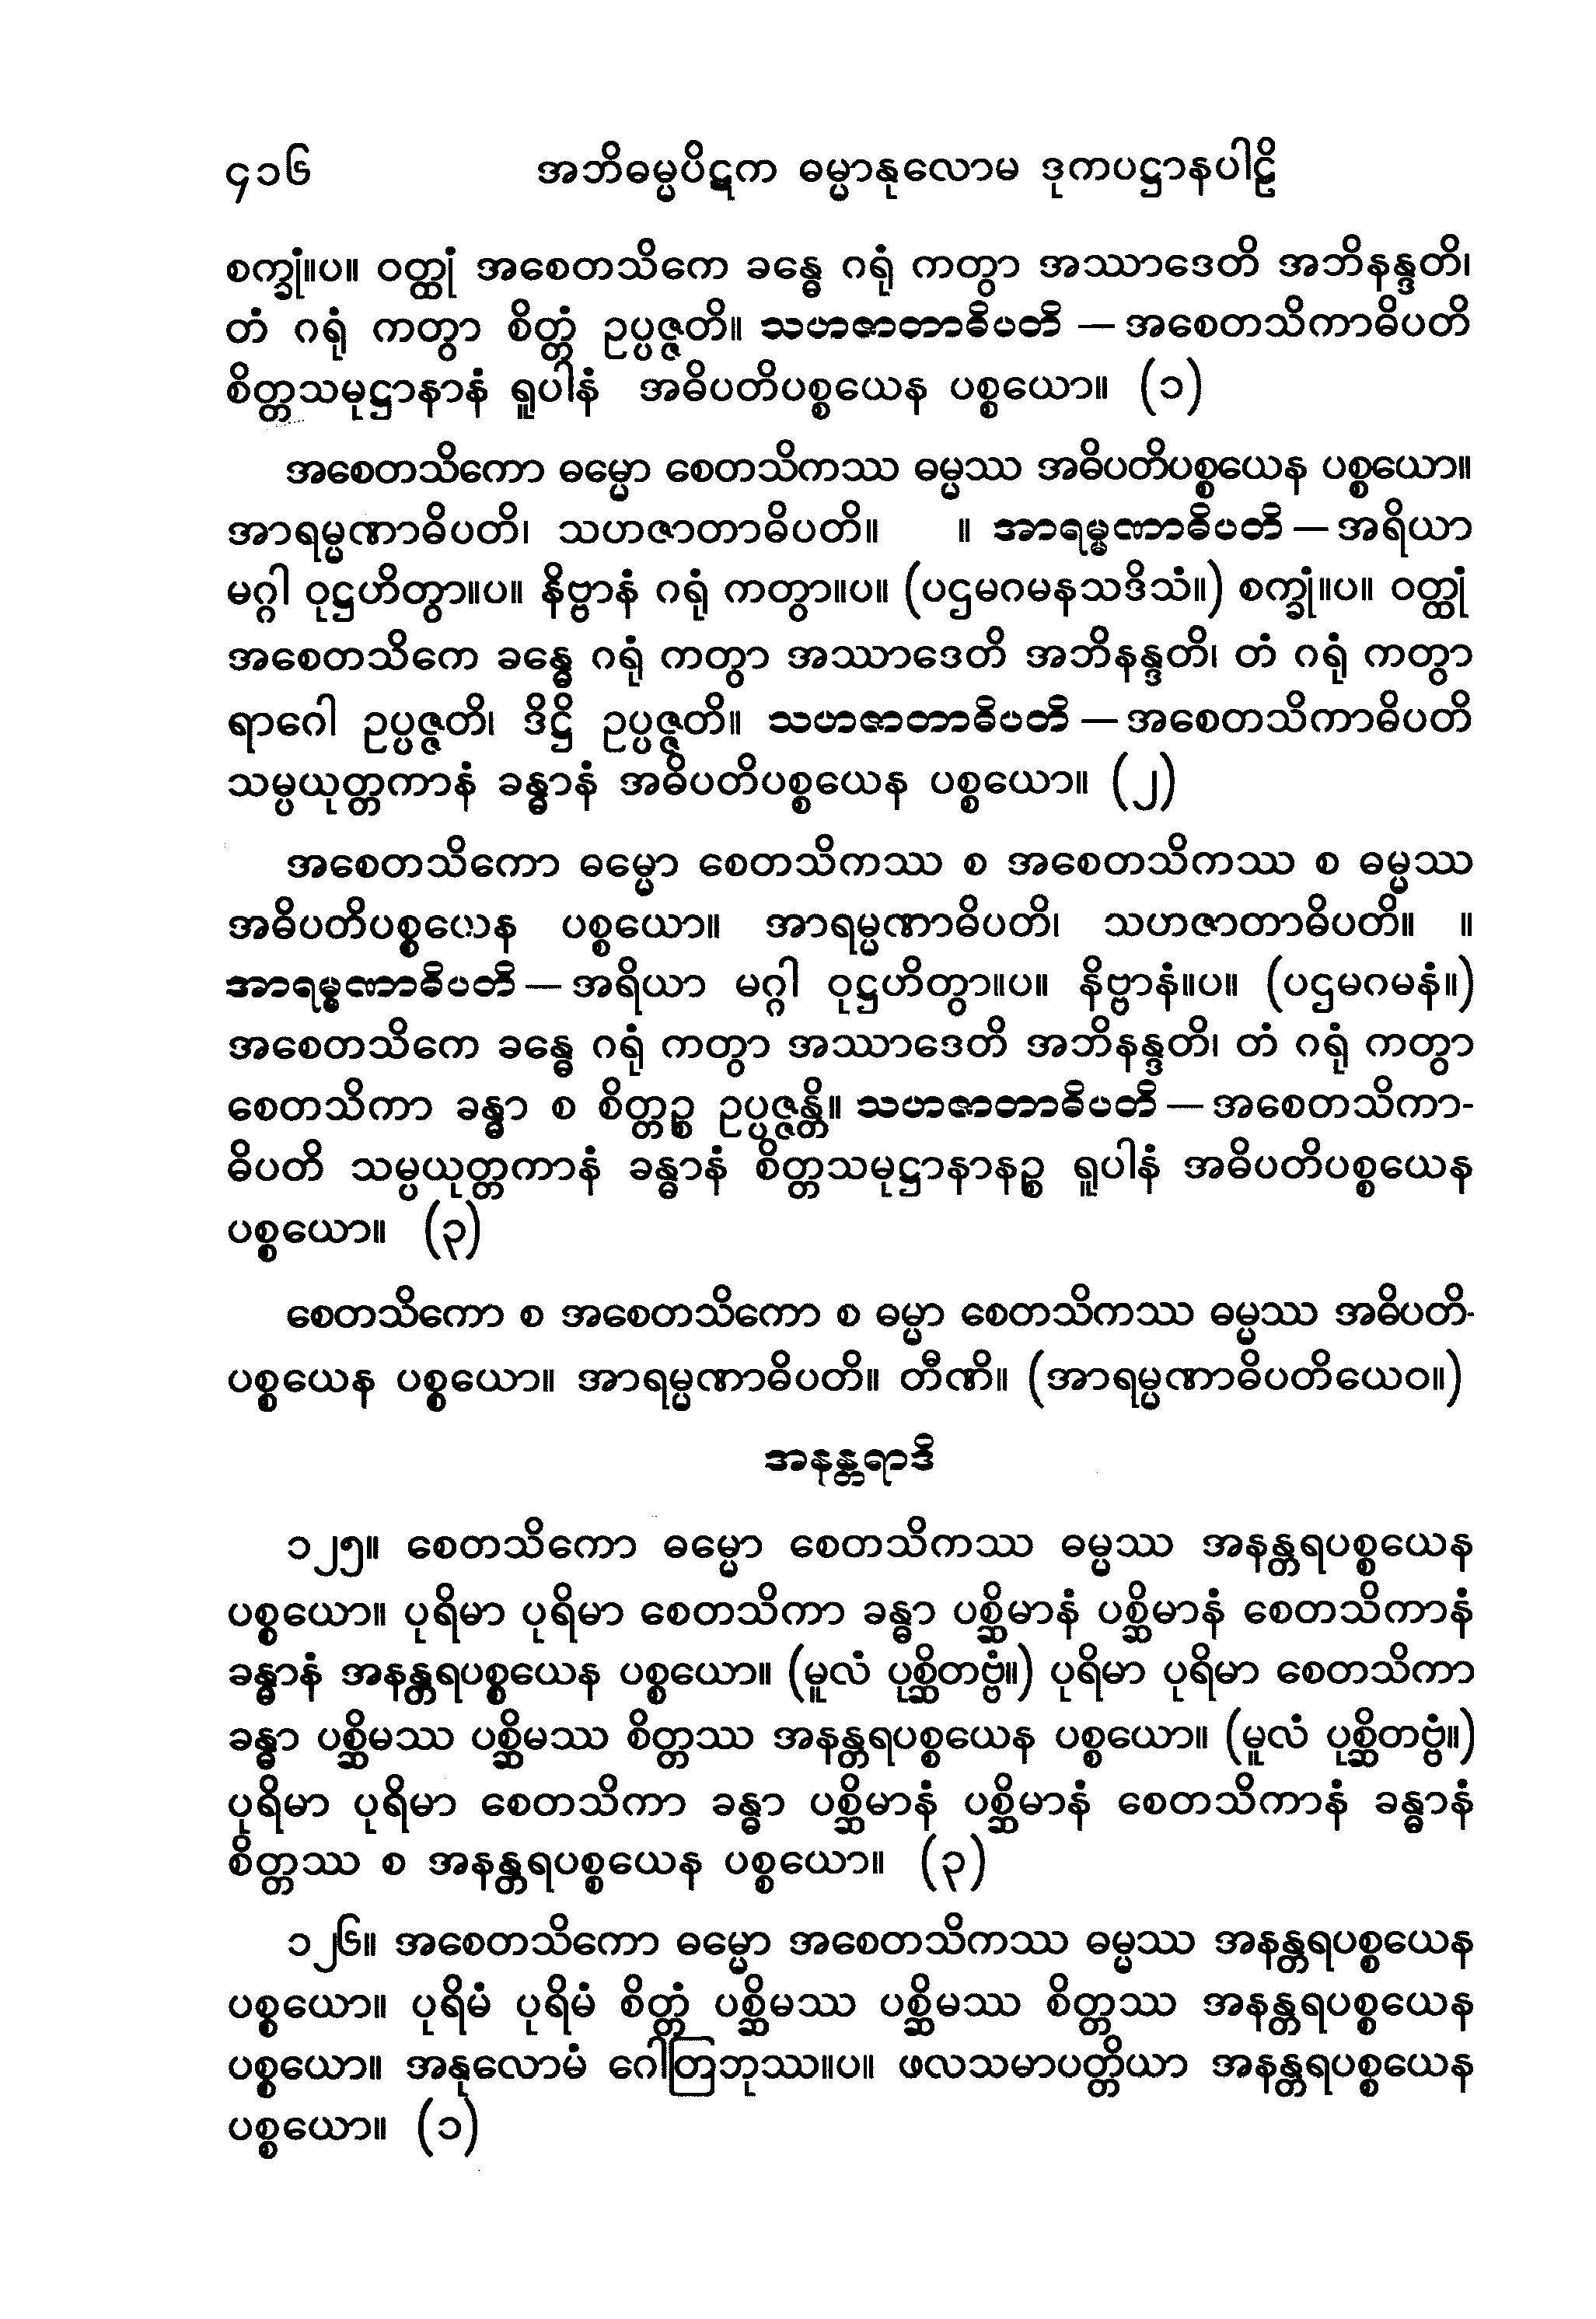 ၄၁၆ အဘိဓမ္မပိဋက ဓမ္မာနုလောမ ဒုကပဋ္ဌာနပါဠိ
စက္ခုံ။ပ။ ဝတ္ထုံ အစေတသိကေ ခန္ဓေ ဂရုံ ကတွာ အဿာဒေတိ အဘိနန္ဒတိ၊
တံ ဂရုံ ကတွာ စိတ္တံ ဥပ္ပဇ္ဇတိ။ သဟဇာတာဓိပတိ — အစေတသိကာဓိပတိ
စိတ္တသမုဋ္ဌာနာနံ ရူပါနံ အဓိပတိပစ္စယေန ပစ္စယော။ (၁)
အစေတသိကော ဓမ္မော စေတသိကဿ ဓမ္မဿ အဓိပတိပစ္စယေန ပစ္စယော။
အာရမ္မဏာဓိပတိ၊ သဟဇာတာဓိပတိ။ ။ အာရမ္မဏာဓိပတိ — အရိယာ
မဂ္ဂါ ဝုဋ္ဌဟိတွာ။ပ။ နိဗ္ဗာနံ ဂရုံ ကတွာ။ပ။ (ပဌမဂမနသဒိသံ။) စက္ခုံ။ပ။ ဝတ္ထုံ
အစေတသိကေ ခန္ဓေ ဂရုံ ကတွာ အဿာဒေတိ အဘိနန္ဒတိ၊ တံ ဂရုံ ကတွာ
ရာဂေါ ဥပ္ပဇ္ဇတိ၊ ဒိဋ္ဌိ ဥပ္ပဇ္ဇတိ။ သဟဇာတာဓိပတိ — အစေတသိကာဓိပတိ
သမ္ပယုတ္တကာနံ ခန္ဓာနံ အဓိပတိပစ္စယေန ပစ္စယော။ (၂)
အစေတသိကော ဓမ္မော စေတသိကဿ စ အစေတသိကဿ စ ဓမ္မဿ
အဓိပတိပစ္စယေန ပစ္စယော။ အာရမ္မဏာဓိပတိ၊ သဟဇာတာဓိပတိ။ ။
အာရမ္မဏာဓိပတိ — အရိယာ မဂ္ဂါ ဝုဋ္ဌဟိတွာ။ပ။ နိဗ္ဗာနံ။ပ။ (ပဌမဂမနံ။)
အစေတသိကေ ခန္ဓေ ဂရုံ ကတွာ အဿာဒေတိ အဘိနန္ဒတိ၊ တံ ဂရုံ ကတွာ
စေတသိကာ ခန္ဓာ စ စိတ္တဉ္စ ဥပ္ပဇ္ဇန္တိ။ သဟဇာတာဓိပတိ — အစေတသိကာ-
ဓိပတိ သမ္ပယုတ္တကာနံ ခန္ဓာနံ စိတ္တသမုဋ္ဌာနာနဉ္စ ရူပါနံ အဓိပတိပစ္စယေန
ပစ္စယော။ (၃)
စေတသိကော စ အစေတသိကော စ ဓမ္မာ စေတသိကဿ ဓမ္မဿ အဓိပတိ-
ပစ္စယေန ပစ္စယော။ အာရမ္မဏာဓိပတိ။ တီဏိ။ (အာရမ္မဏာဓိပတိယေဝ။)
အနန္တရာဒိ
၁၂၅။ စေတသိကော ဓမ္မော စေတသိကဿ ဓမ္မဿ အနန္တရပစ္စယေန
ပစ္စယော။ ပုရိမာ ပုရိမာ စေတသိကာ ခန္ဓာ ပစ္ဆိမာနံ ပစ္ဆိမာနံ စေတသိကာနံ
ခန္ဓာနံ အနန္တရပစ္စယေန ပစ္စယော။ (မူလံ ပုစ္ဆိတဗ္ဗံ။) ပုရိမာ ပုရိမာ စေတသိကာ
ခန္ဓာ ပစ္ဆိမဿ ပစ္ဆိမဿ စိတ္တဿ အနန္တရပစ္စယေန ပစ္စယော။ (မူလံ ပုစ္ဆိတဗ္ဗံ။)
ပုရိမာ ပုရိမာ စေတသိကာ ခန္ဓာ ပစ္ဆိမာနံ ပစ္ဆိမာနံ စေတသိကာနံ ခန္ဓာနံ
စိတ္တဿ စ အနန္တရပစ္စယေန ပစ္စယော။ (၃)
၁၂၆။ အစေတသိကော ဓမ္မော အစေတသိကဿ ဓမ္မဿ အနန္တရပစ္စယေန
ပစ္စယော။ ပုရိမံ ပုရိမံ စိတ္တံ ပစ္ဆိမဿ ပစ္ဆိမဿ စိတ္တဿ အနန္တရပစ္စယေန
ပစ္စယော။ အနုလောမံ ဂေါတြဘုဿ။ပ။ ဖလသမာပတ္တိယာ အနန္တရပစ္စယေန
ပစ္စယော။ (၁)